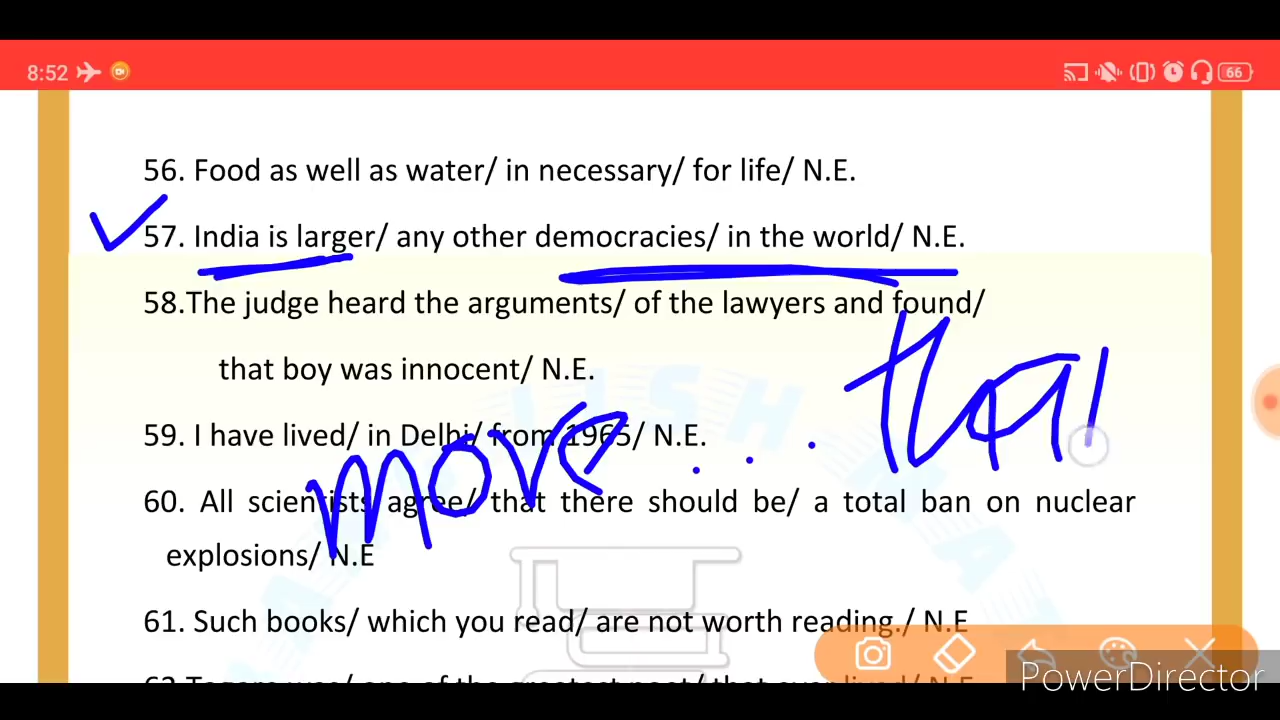 8:52
66
56. Food as well as water/ in necessary/ for life/ N.E.
57. India is larger/ any other democracies/ in the world/ N.E.
58.The judge heard the arguments/ of the lawyers and found/
that boy was innocent/ N.E.
59. I have lived/ in Delhi/ from 1965/ N.E.
more ... than
60. All scientists agree/ that there should be/ a total ban on nuclear
explosions/ N.E
61. Such books/ which you read/ are not worth reading./ N.E
PowerDirector